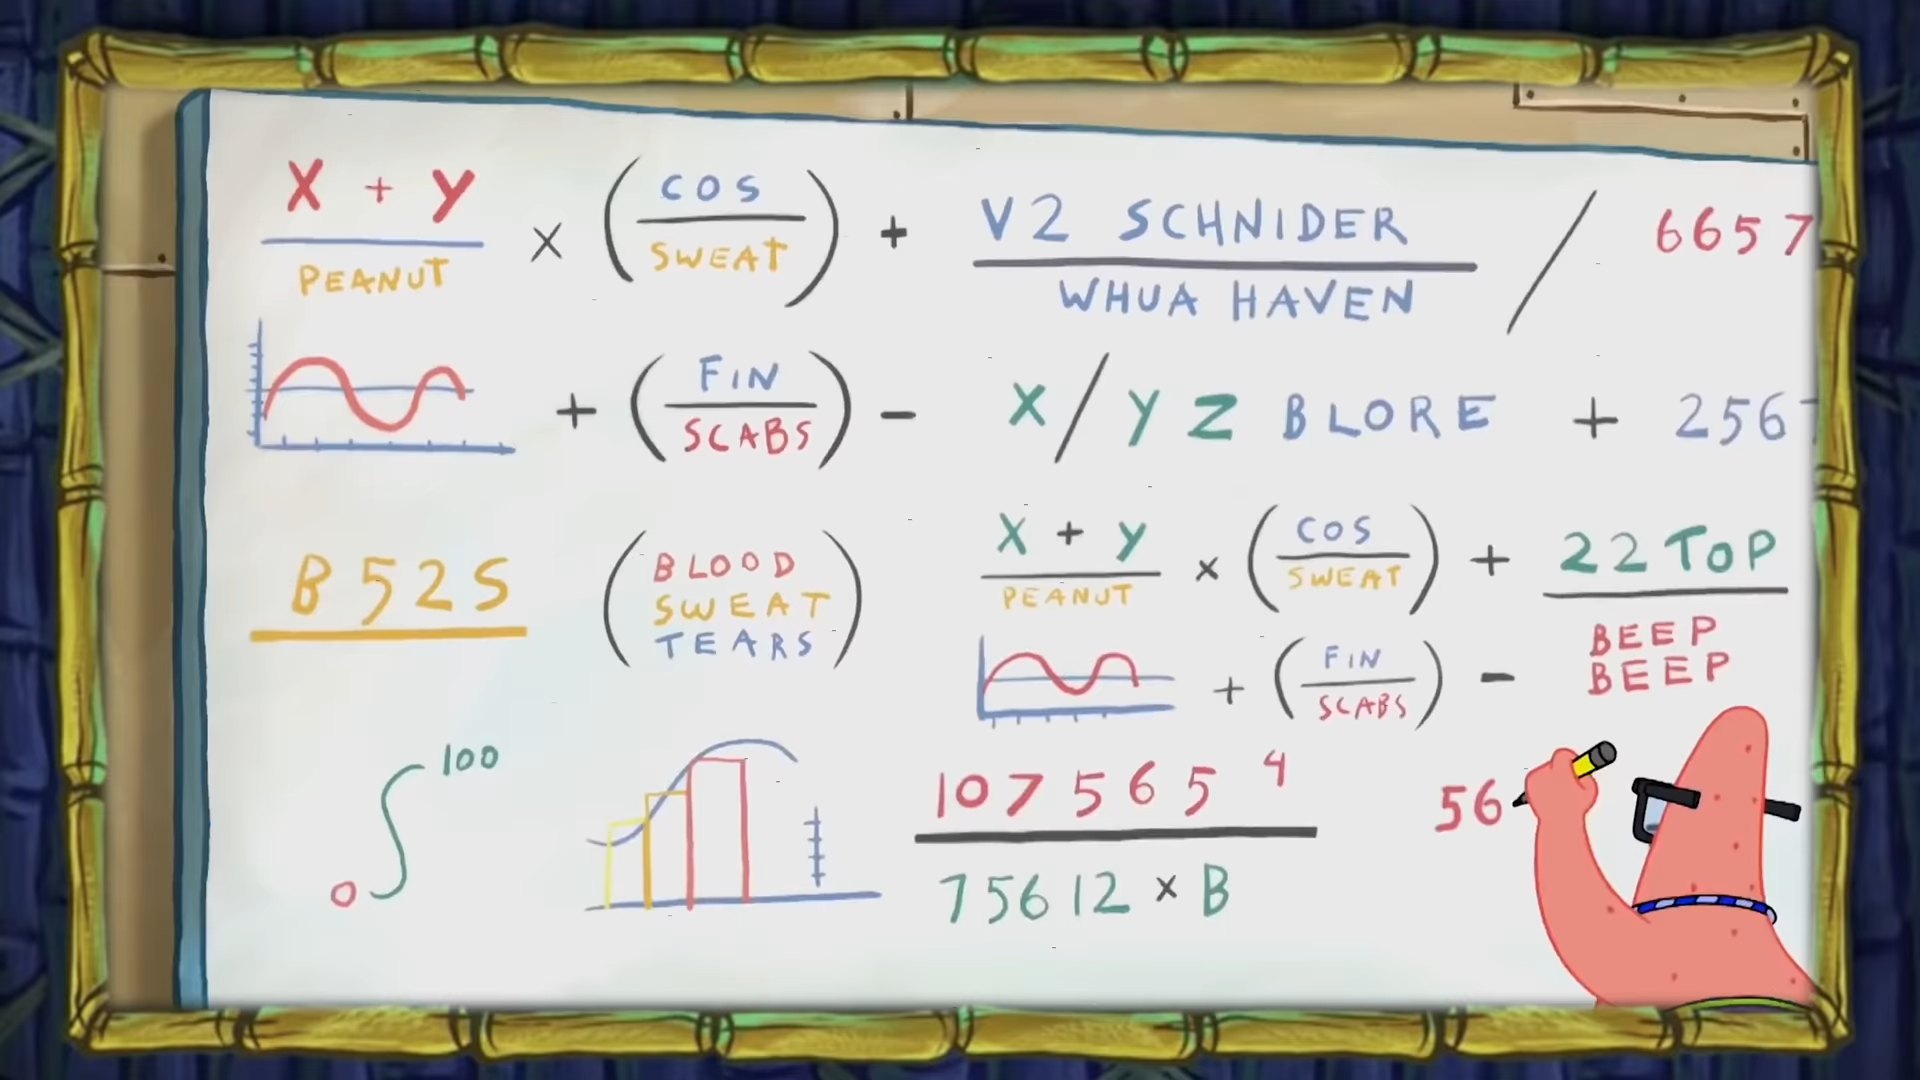 X + y
PEANUT
× ( COS
SWEAT ) + V2 SCHNIDER
WHUA HAVEN / 6657
+ ( FIN
SCABS ) - X / Y Z BLORE + 256
B 52S
( BLOOD
SWEAT
TEARS )
X + y
PEANUT
× ( COS
SWEAT ) + 22 TOP
BEEP
BEEP
+ ( FIN
SCABS ) -
∫ 100
0
107565 4
75612 × B
56